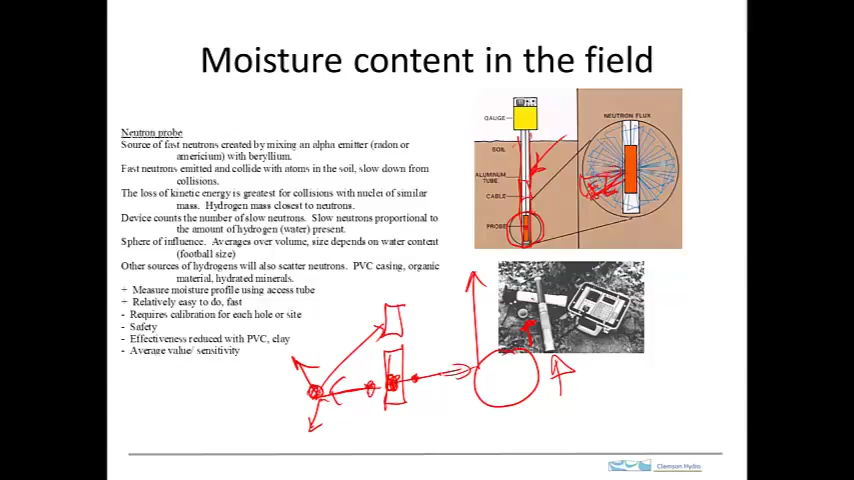 Moisture content in the field
Neutron probe
Source of fast neutrons created by mixing an alpha emitter (radon or
americium) with beryllium.
Fast neutrons emitted and collide with atoms in the soil, slow down from
collisions.
The loss of kinetic energy is greatest for collisions with nuclei of similar
mass. Hydrogen mass closest to neutrons.
Device counts the number of slow neutrons. Slow neutrons proportional to
the amount of hydrogen (water) present.
Sphere of influence. Averages over volume, size depends on water content
(football size)
Other sources of hydrogens will also scatter neutrons. PVC casing, organic
material, hydrated minerals.
+ Measure moisture profile using access tube
+ Relatively easy to do, fast
- Requires calibration for each hole or site
- Safety
- Effectiveness reduced with PVC, clay
- Average value/ sensitivity
GAUGE
SOIL
ALUMINUM
TUBE
CABLE
PROBE
NEUTRON FLUX
Clemson Hydro